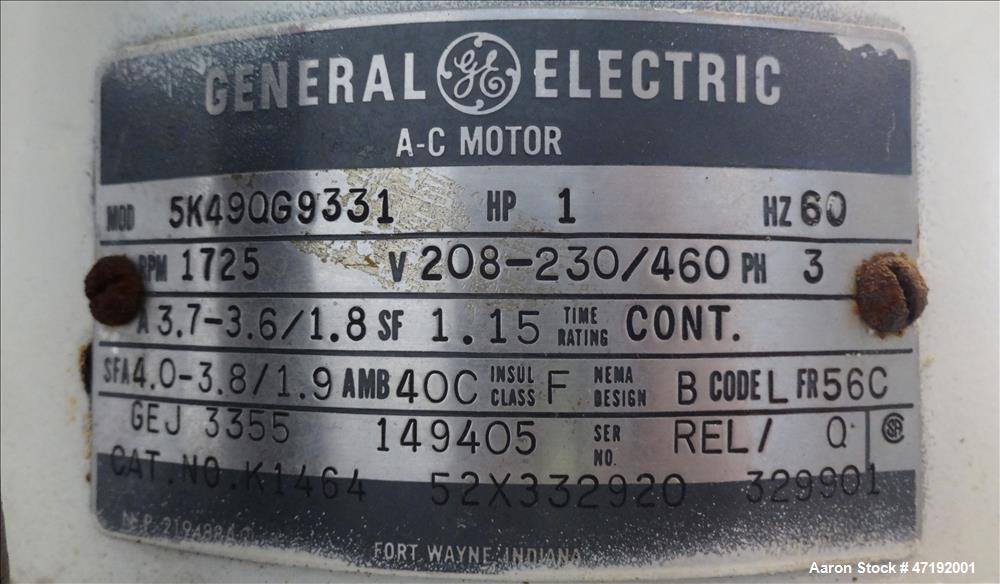 GENERAL GE ELECTRIC
A-C MOTOR
MOD 5K49QG9331 HP 1 HZ 60
RPM 1725 V 208-230/460 PH 3
A 3.7-3.6/1.8 SF 1.15 TIME RATING CONT.
SFA 4.0-3.8/1.9 AMB 40C INSUL CLASS F NEMA DESIGN B CODE L FR 56C
GEJ 3355 149405 SER NO. REL/ Q
CAT.NO.K1464 52X332920 329901
FORT WAYNE, INDIANA
Aaron Stock # 47192001